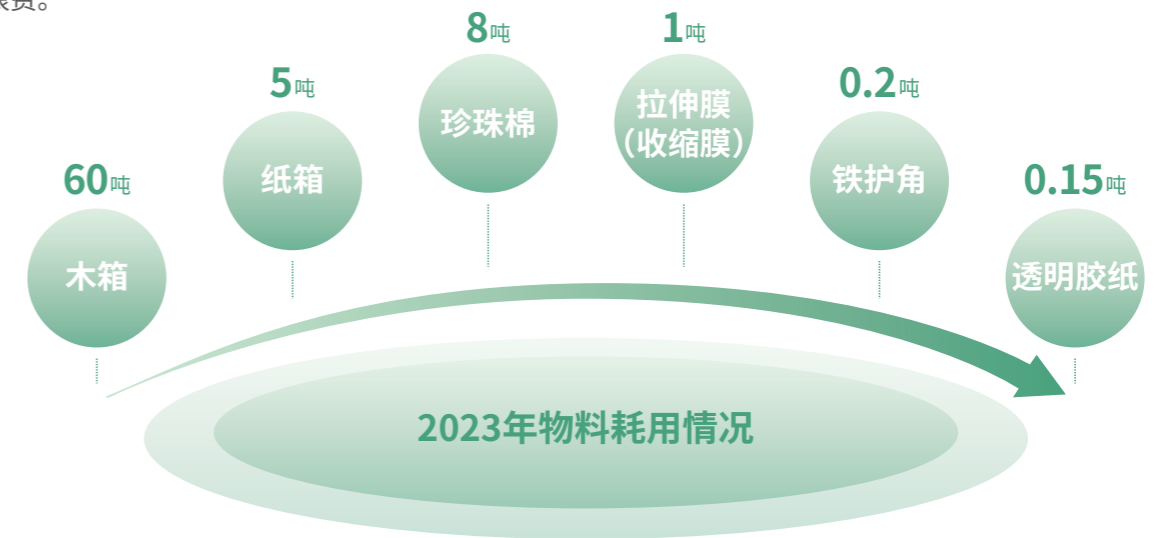 8吨
1吨
5吨
0.2吨
珍珠棉
拉伸膜
（收缩膜）
60吨
纸箱
铁护角
0.15吨
木箱
透明胶纸
2023年物料耗用情况